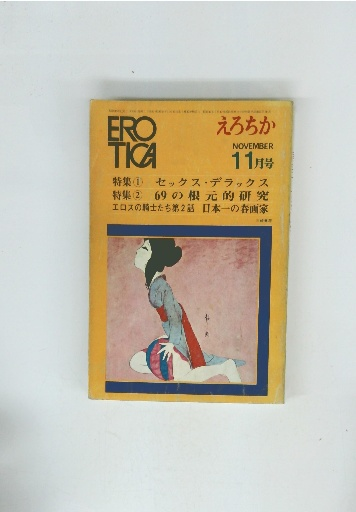 ERO
TICA
えろちか
NOVEMBER
11月号
特集① セックス・デラックス
特集② 69の根元的研究
エロスの騎士たち第2話 日本一の春画家